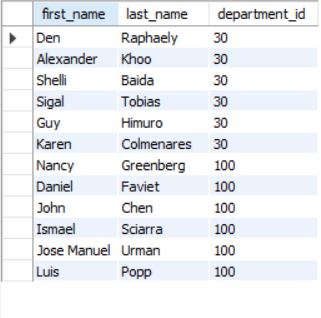 first_name last_name department_id
Den Raphaely 30
Alexander Khoo 30
Shelli Baida 30
Sigal Tobias 30
Guy Himuro 30
Karen Colmenares 30
Nancy Greenberg 100
Daniel Faviet 100
John Chen 100
Ismael Sciarra 100
Jose Manuel Urman 100
Luis Popp 100